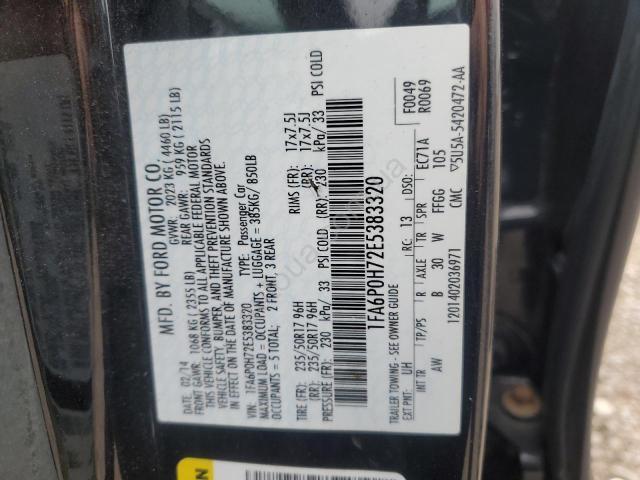 MFD. BY FORD MOTOR CO.
DATE: 02/14 GVWR: 2023 KG ( 4460 LB)
FRONT GAWR: 1068 KG ( 2355 LB) REAR GAWR: 959 KG ( 2115 LB)
THIS VEHICLE CONFORMS TO ALL APPLICABLE FEDERAL MOTOR
VEHICLE SAFETY, BUMPER, AND THEFT PREVENTION STANDARDS
IN EFFECT ON THE DATE OF MANUFACTURE SHOWN ABOVE.
VIN: 1FA6P0H72E5383320 TYPE: Passenger Car
MAXIMUM LOAD = OCCUPANTS + LUGGAGE = 385KG/ 850LB
OCCUPANTS = 5 TOTAL; 2 FRONT, 3 REAR
TIRE (FR): 235/50R17 96H RIMS (FR): 17x7.5J
(RR): 235/50R17 96H (RR): 17x7.5J
PRESSURE (FR): 230 kPa/ 33 PSI COLD (RR) 230 kPa/ 33 PSI COLD
1FA6P0H72E5383320
TRAILER TOWING - SEE OWNER GUIDE
F0049
R0069
EXT PNT: UH RC: 13 DSO: EC71A
INT TR TP/PS R AXLE TR SPR
AW B 30 W FFGG 105
1201402036971 CMC ▽5U5A-5420472-AA